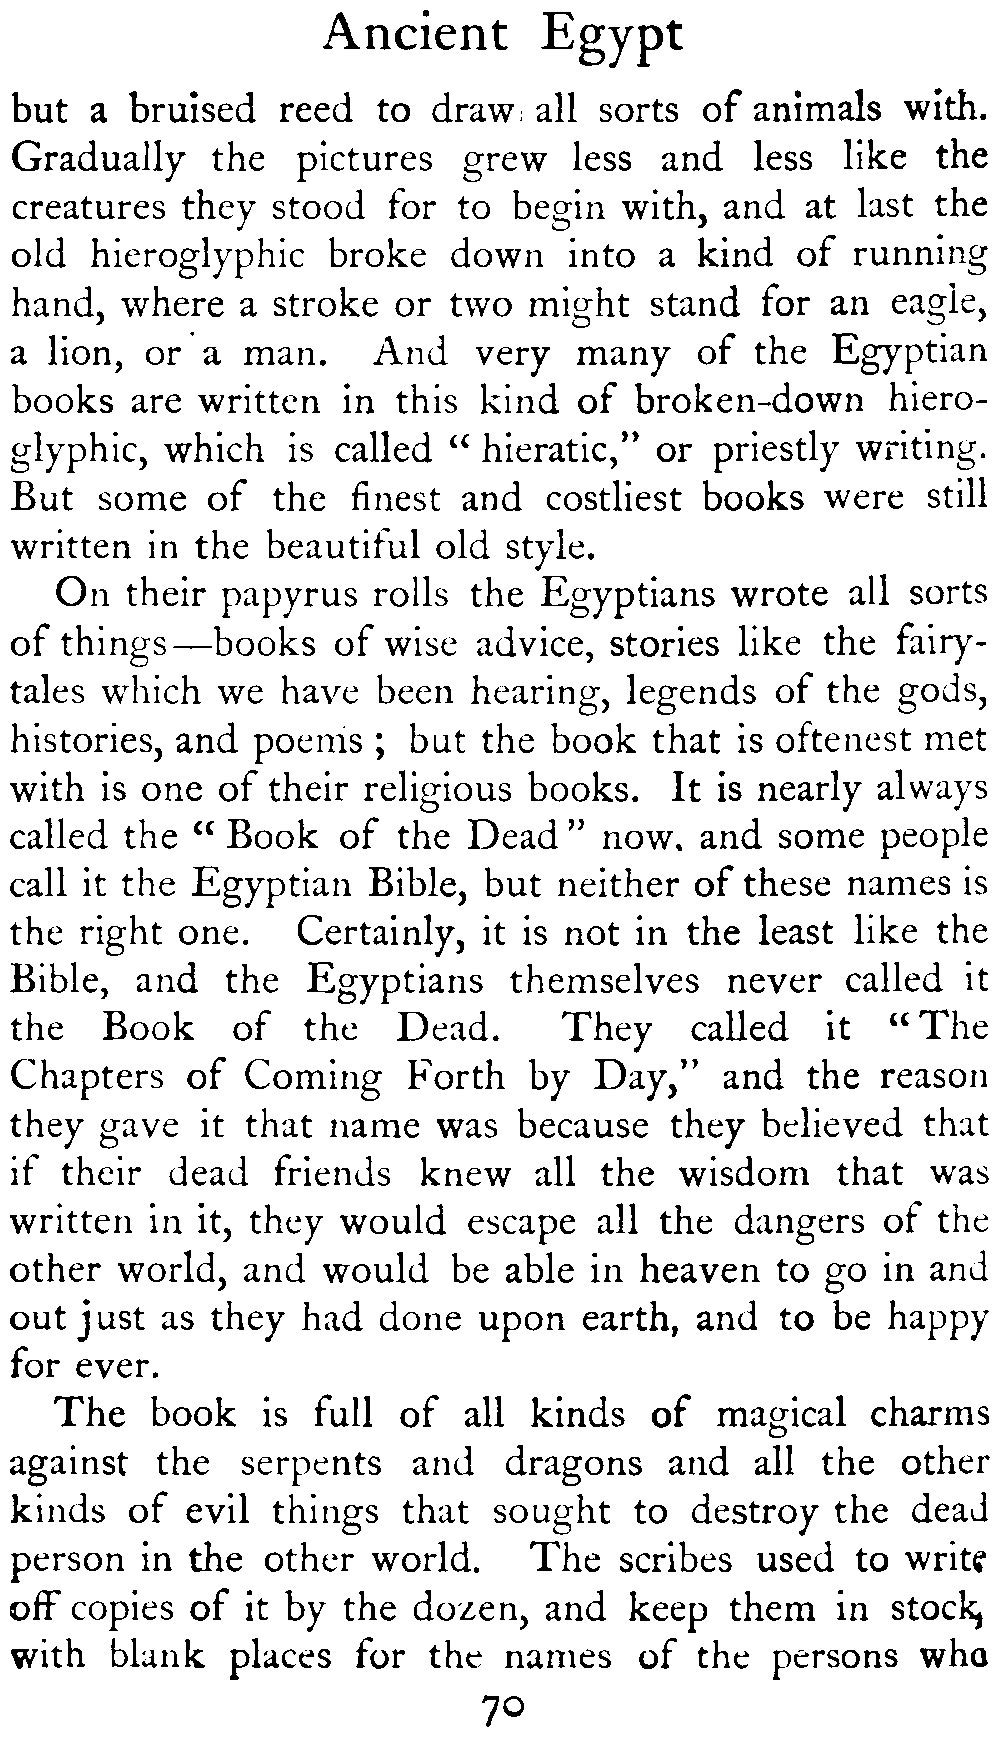 Ancient Egypt
but a bruised reed to draw all sorts of animals with.
Gradually the pictures grew less and less like the
creatures they stood for to begin with, and at last the
old hieroglyphic broke down into a kind of running
hand, where a stroke or two might stand for an eagle,
a lion, or a man. And very many of the Egyptian
books are written in this kind of broken-down hiero-
glyphic, which is called “ hieratic,” or priestly writing.
But some of the finest and costliest books were still
written in the beautiful old style.
On their papyrus rolls the Egyptians wrote all sorts
of things—books of wise advice, stories like the fairy-
tales which we have been hearing, legends of the gods,
histories, and poems ; but the book that is oftenest met
with is one of their religious books. It is nearly always
called the “ Book of the Dead ” now. and some people
call it the Egyptian Bible, but neither of these names is
the right one. Certainly, it is not in the least like the
Bible, and the Egyptians themselves never called it
the Book of the Dead. They called it “ The
Chapters of Coming Forth by Day,” and the reason
they gave it that name was because they believed that
if their dead friends knew all the wisdom that was
written in it, they would escape all the dangers of the
other world, and would be able in heaven to go in and
out just as they had done upon earth, and to be happy
for ever.
The book is full of all kinds of magical charms
against the serpents and dragons and all the other
kinds of evil things that sought to destroy the dead
person in the other world. The scribes used to write
off copies of it by the dozen, and keep them in stock,
with blank places for the names of the persons who
70